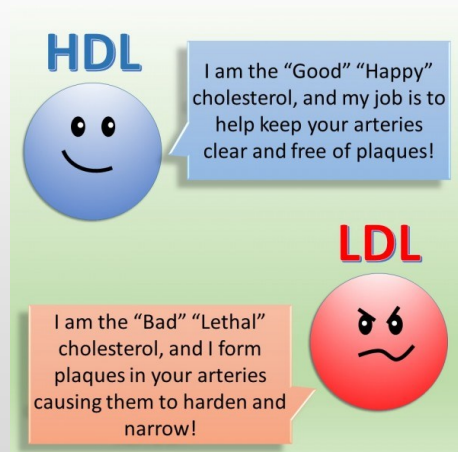 HDL
I am the “Good” “Happy”
cholesterol, and my job is to
help keep your arteries
clear and free of plaques!
LDL
I am the “Bad” “Lethal”
cholesterol, and I form
plaques in your arteries
causing them to harden and
narrow!